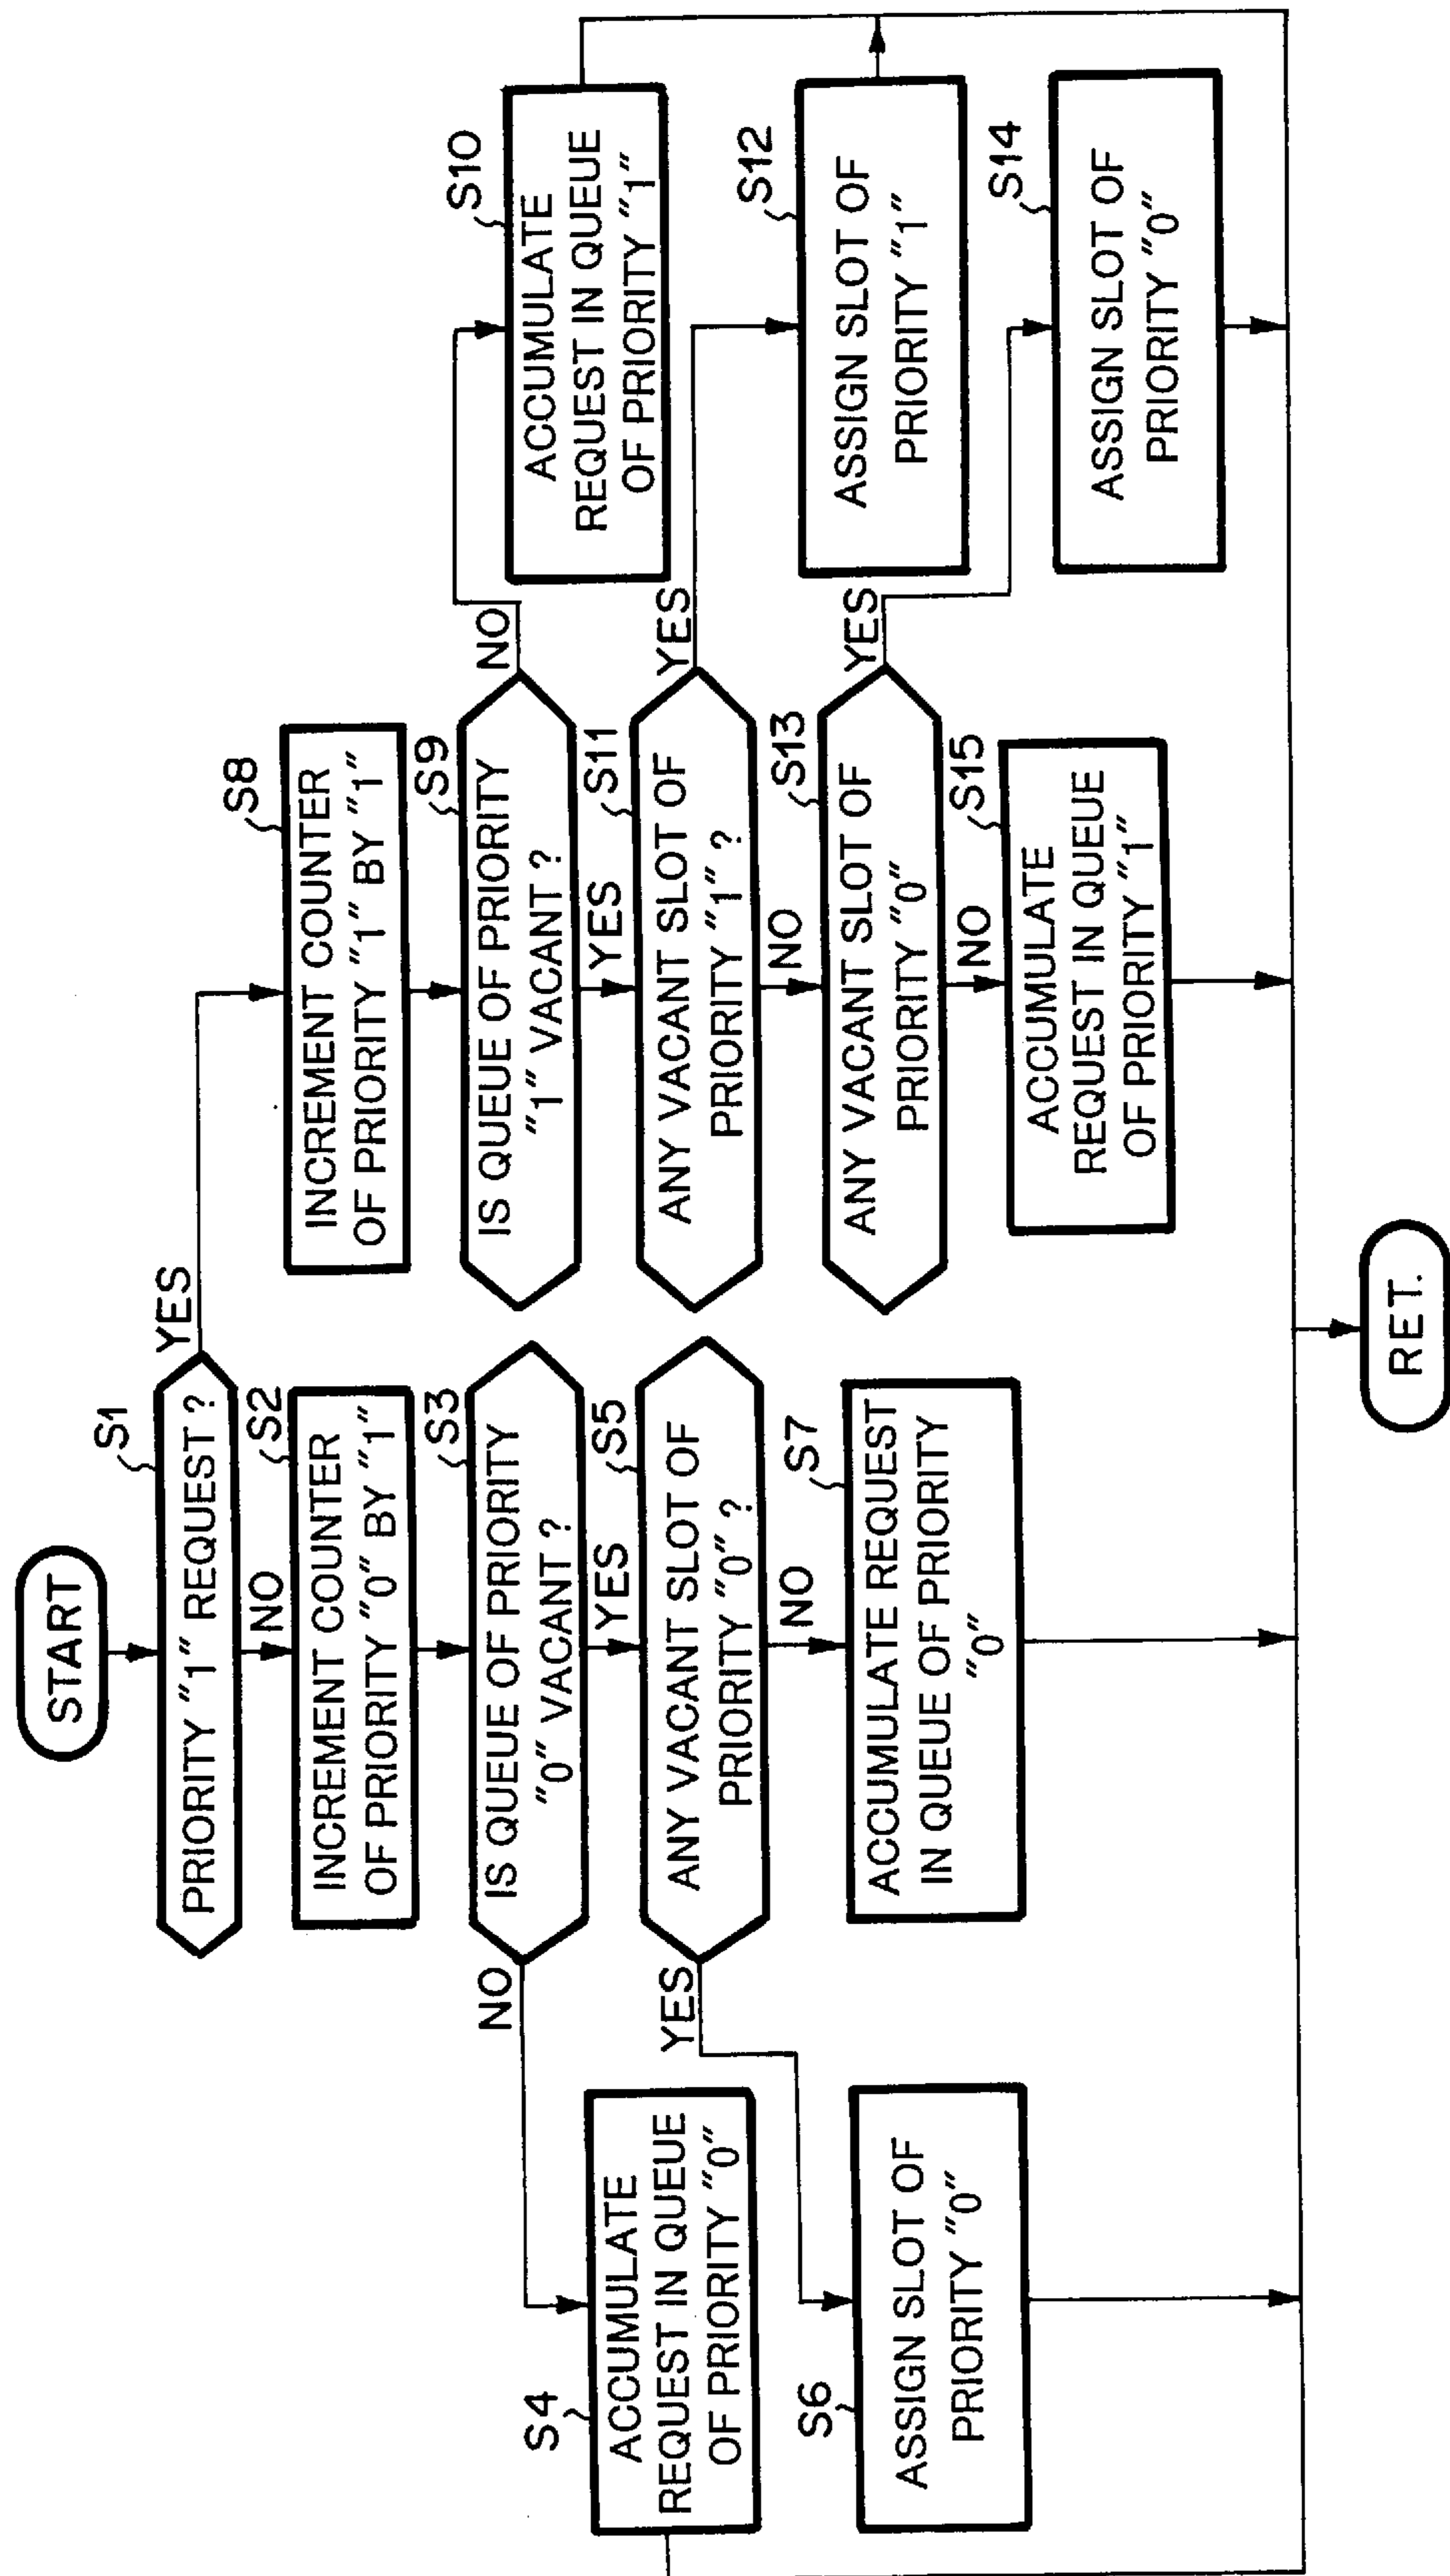 START
S1
PRIORITY "1" REQUEST ?
YES
NO
S2
INCREMENT COUNTER
OF PRIORITY "0" BY "1"
S3
IS QUEUE OF PRIORITY
"0" VACANT ?
NO
YES
S4
ACCUMULATE
REQUEST IN QUEUE
OF PRIORITY "0"
S5
ANY VACANT SLOT OF
PRIORITY "0" ?
YES
NO
S6
ASSIGN SLOT OF
PRIORITY "0"
S7
ACCUMULATE REQUEST
IN QUEUE OF PRIORITY
"0"
S8
INCREMENT COUNTER
OF PRIORITY "1" BY "1"
S9
IS QUEUE OF PRIORITY
"1" VACANT ?
NO
YES
S10
ACCUMULATE
REQUEST IN QUEUE
OF PRIORITY "1"
S11
ANY VACANT SLOT OF
PRIORITY "1" ?
YES
NO
S12
ASSIGN SLOT OF
PRIORITY "1"
S13
ANY VACANT SLOT OF
PRIORITY "0"
YES
NO
S14
ASSIGN SLOT OF
PRIORITY "0"
S15
ACCUMULATE
REQUEST IN QUEUE
OF PRIORITY "1"
RET.